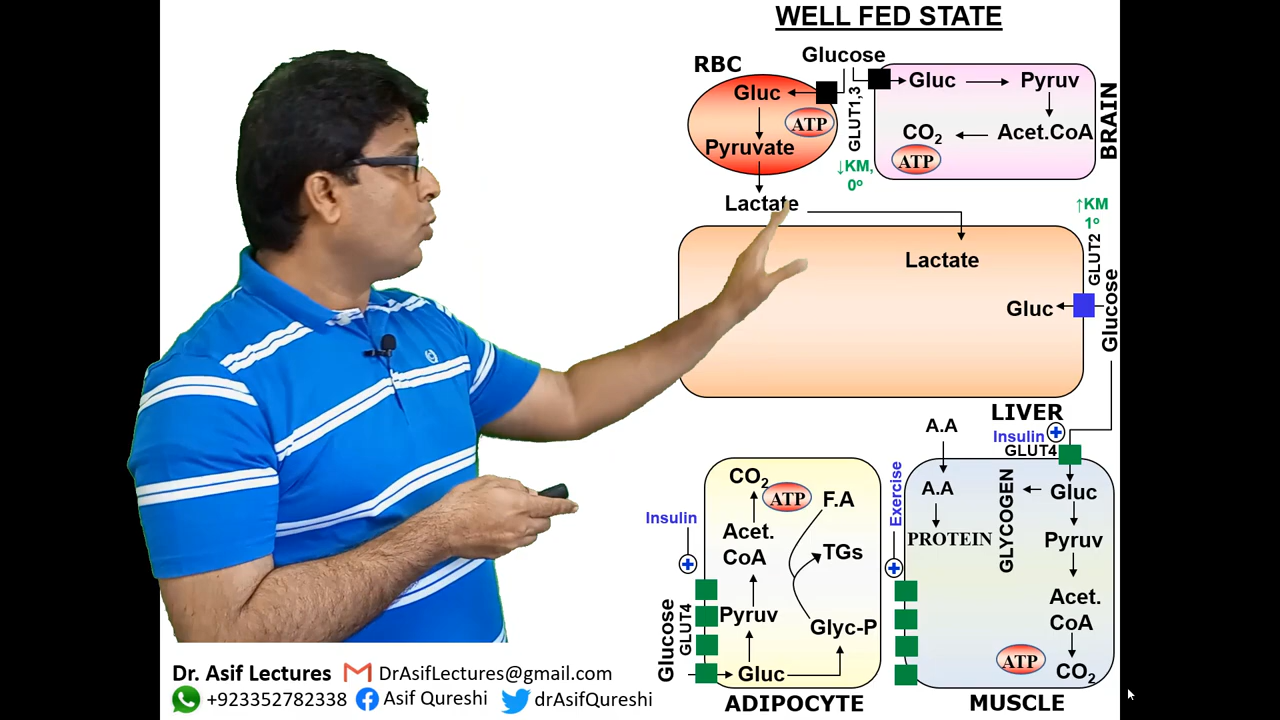 WELL FED STATE
Glucose
RBC
Gluc
ATP
Pyruvate
Lactate
GLUT1,3
↓KM,
0º
Gluc
Pyruv
Acet.CoA
CO₂
ATP
BRAIN
Lactate
Gluc
↑KM
1º
GLUT2
Glucose
LIVER
Insulin
GLUT4
A.A
A.A
PROTEIN
GLYCOGEN
Gluc
Pyruv
Acet.
CoA
CO₂
ATP
Exercise
MUSCLE
CO₂
ATP
F.A
Acet.
CoA
TGs
Pyruv
Glyc-P
Gluc
Insulin
Glucose
GLUT4
ADIPOCYTE
Dr. Asif Lectures DrAsifLectures@gmail.com
+923352782338 Asif Qureshi drAsifQureshi